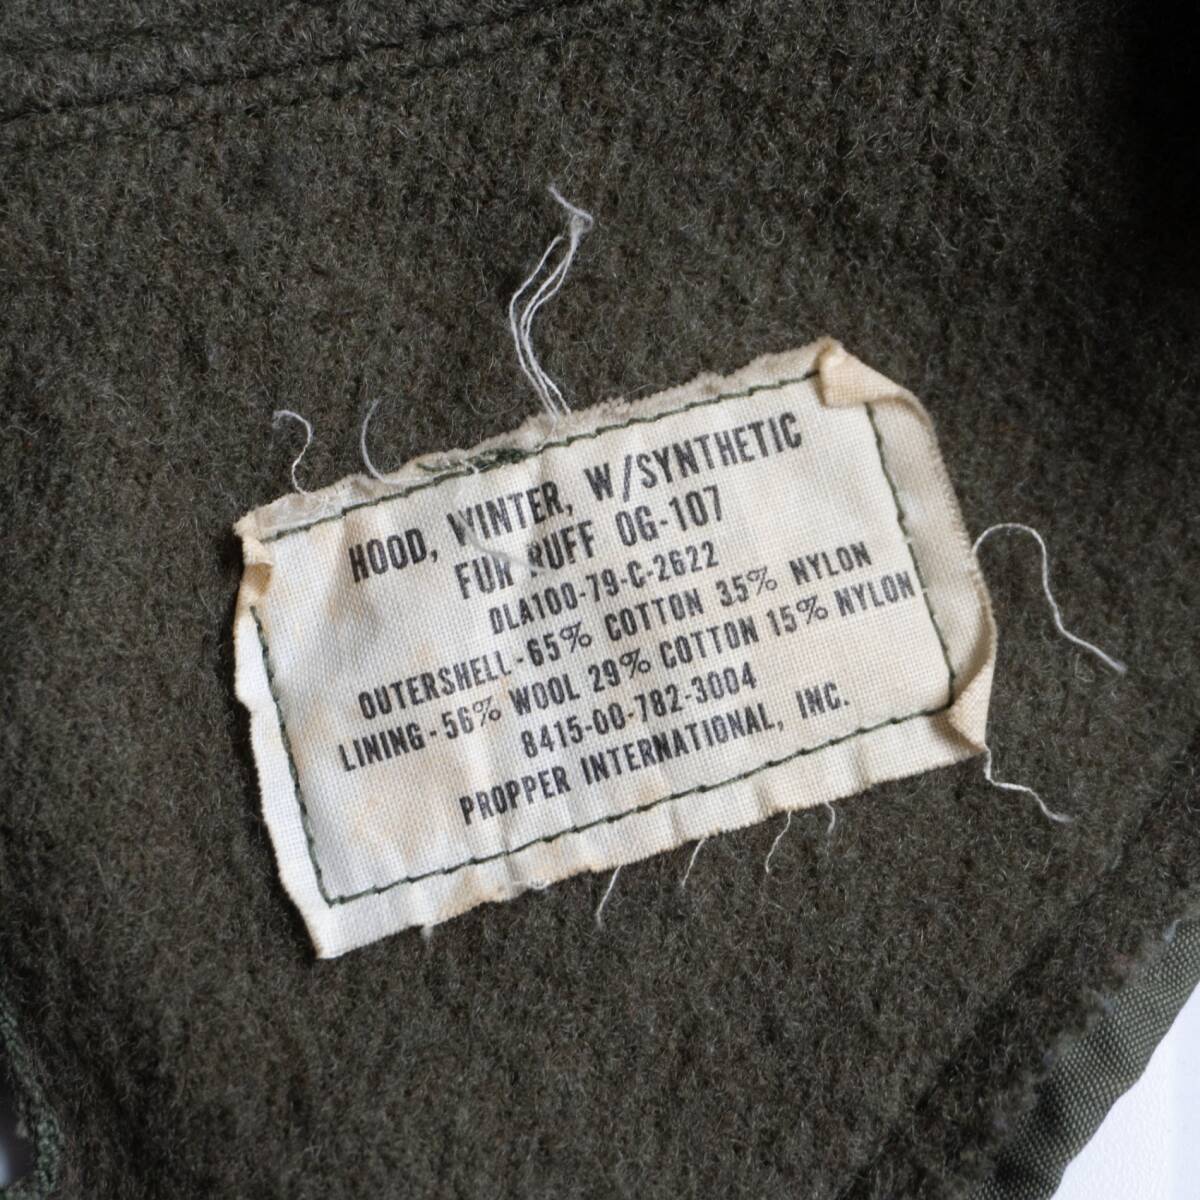 HOOD, WINTER, W/SYNTHETIC
FUR RUFF OG-107
DLA100-79-C-2622
OUTERSHELL-65% COTTON 35% NYLON
LINING-56% WOOL 29% COTTON 15% NYLON
8415-00-782-3004
PROPPER INTERNATIONAL, INC.